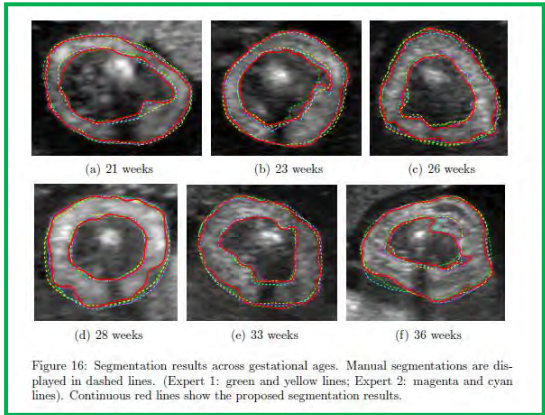 (a) 21 weeks
(b) 23 weeks
(c) 26 weeks
(d) 28 weeks
(e) 33 weeks
(f) 36 weeks
Figure 16: Segmentation results across gestational ages. Manual segmentations are dis-
played in dashed lines. (Expert 1: green and yellow lines; Expert 2: magenta and cyan
lines). Continuous red lines show the proposed segmentation results.